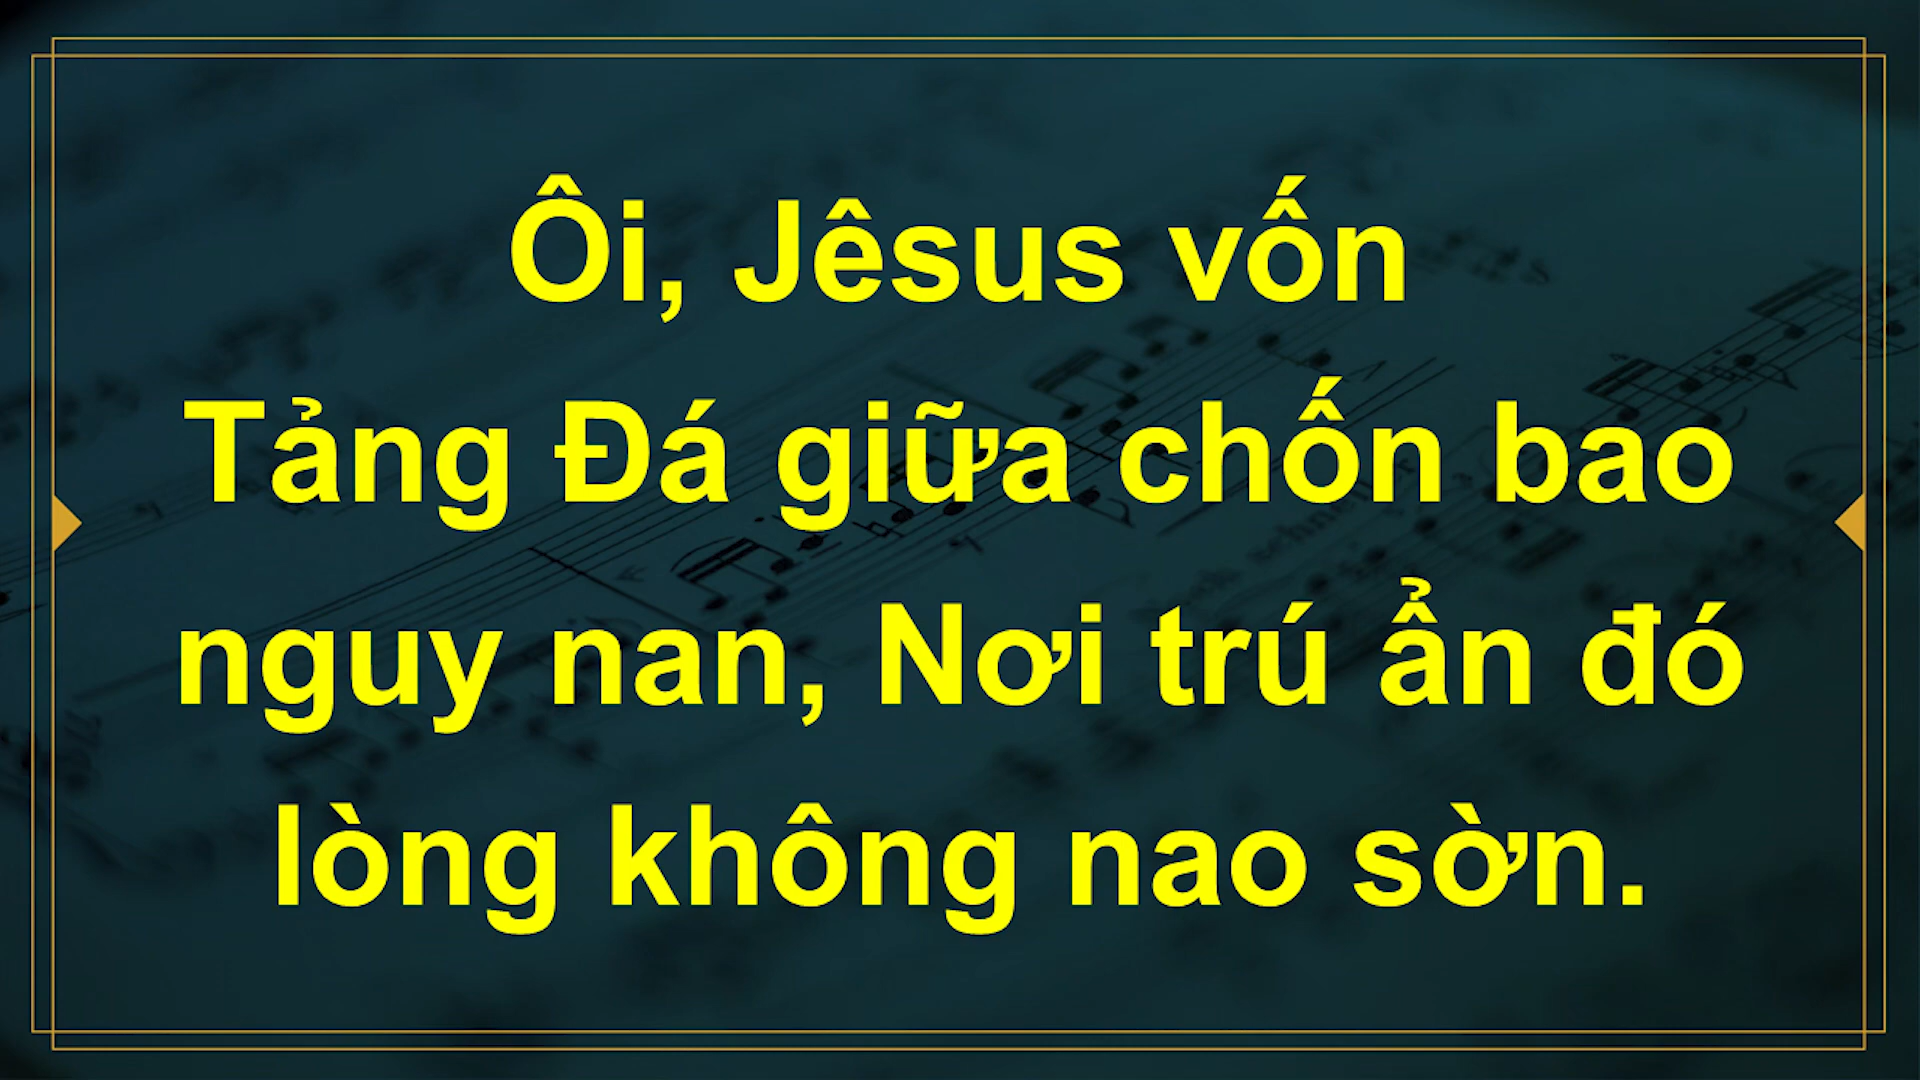 Ôi, Jêsus vốn
Tảng Đá giữa chốn bao
nguy nan, Nơi trú ẩn đó
lòng không nao sờn.